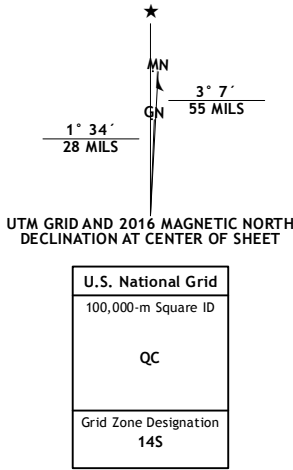 ★
MN
3° 7´
55 MILS
GN
1° 34´
28 MILS
UTM GRID AND 2016 MAGNETIC NORTH
DECLINATION AT CENTER OF SHEET
U.S. National Grid
100,000-m Square ID
QC
Grid Zone Designation
14S